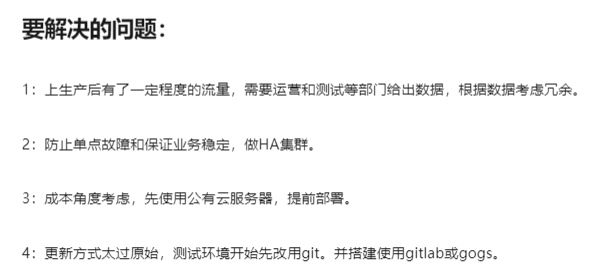 要解决的问题：
1：上生产后有了一定程度的流量，需要运营和测试等部门给出数据，根据数据考虑冗余。
2：防止单点故障和保证业务稳定，做HA集群。
3：成本角度考虑，先使用公有云服务器，提前部署。
4：更新方式太过原始，测试环境开始先改用git。并搭建使用gitlab或gogs。